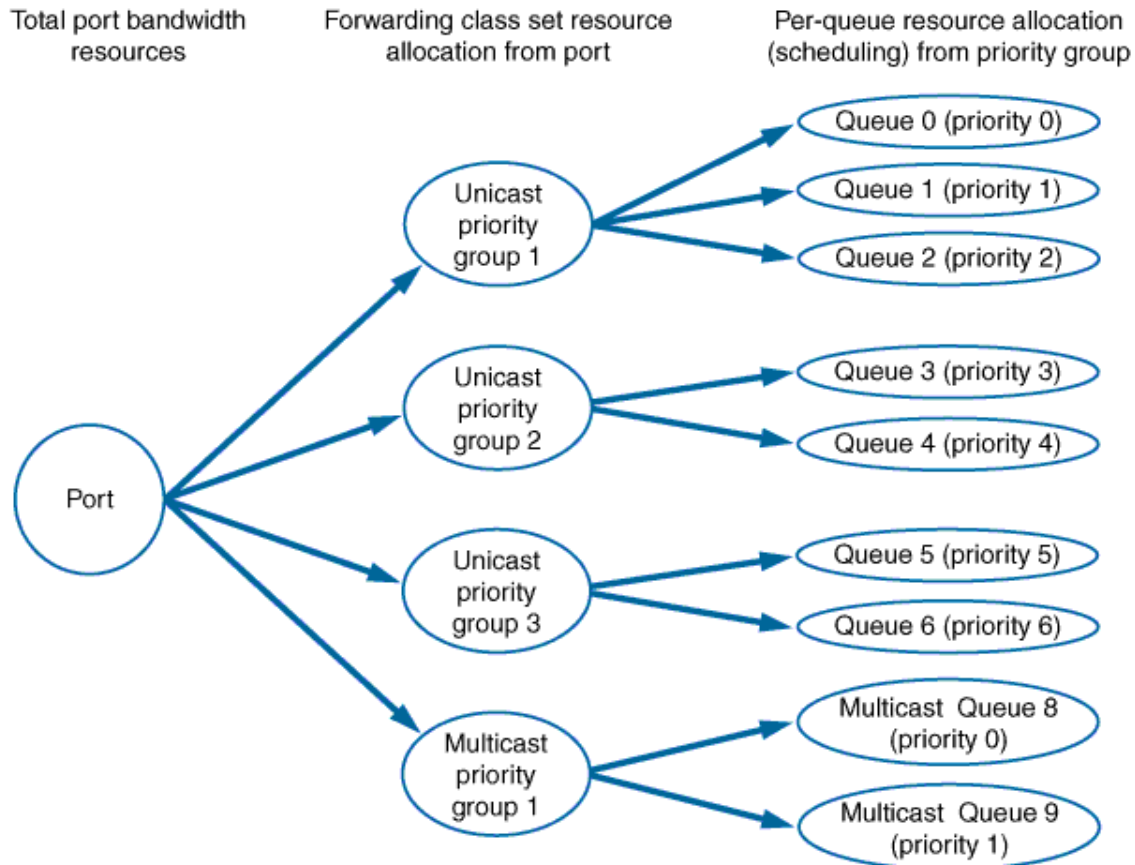 Total port bandwidth
resources
Forwarding class set resource
allocation from port
Per-queue resource allocation
(scheduling) from priority group
Port
Unicast
priority
group 1
Queue 0 (priority 0)
Queue 1 (priority 1)
Queue 2 (priority 2)
Unicast
priority
group 2
Queue 3 (priority 3)
Queue 4 (priority 4)
Unicast
priority
group 3
Queue 5 (priority 5)
Queue 6 (priority 6)
Multicast
priority
group 1
Multicast Queue 8
(priority 0)
Multicast Queue 9
(priority 1)